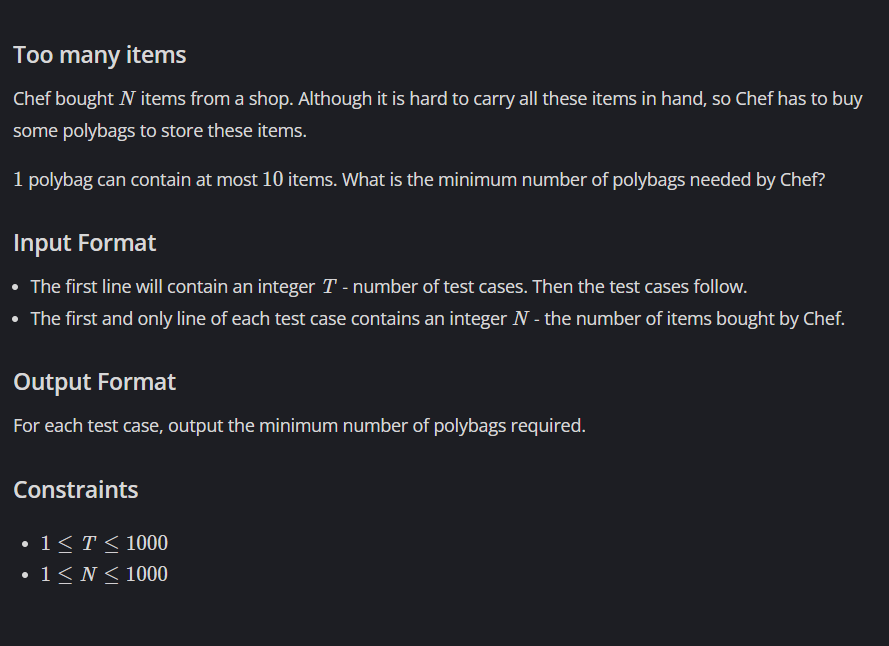 Too many items
Chef bought N items from a shop. Although it is hard to carry all these items in hand, so Chef has to buy
some polybags to store these items.
1 polybag can contain at most 10 items. What is the minimum number of polybags needed by Chef?
Input Format
• The first line will contain an integer T - number of test cases. Then the test cases follow.
• The first and only line of each test case contains an integer N - the number of items bought by Chef.
Output Format
For each test case, output the minimum number of polybags required.
Constraints
• 1 ≤ T ≤ 1000
• 1 ≤ N ≤ 1000